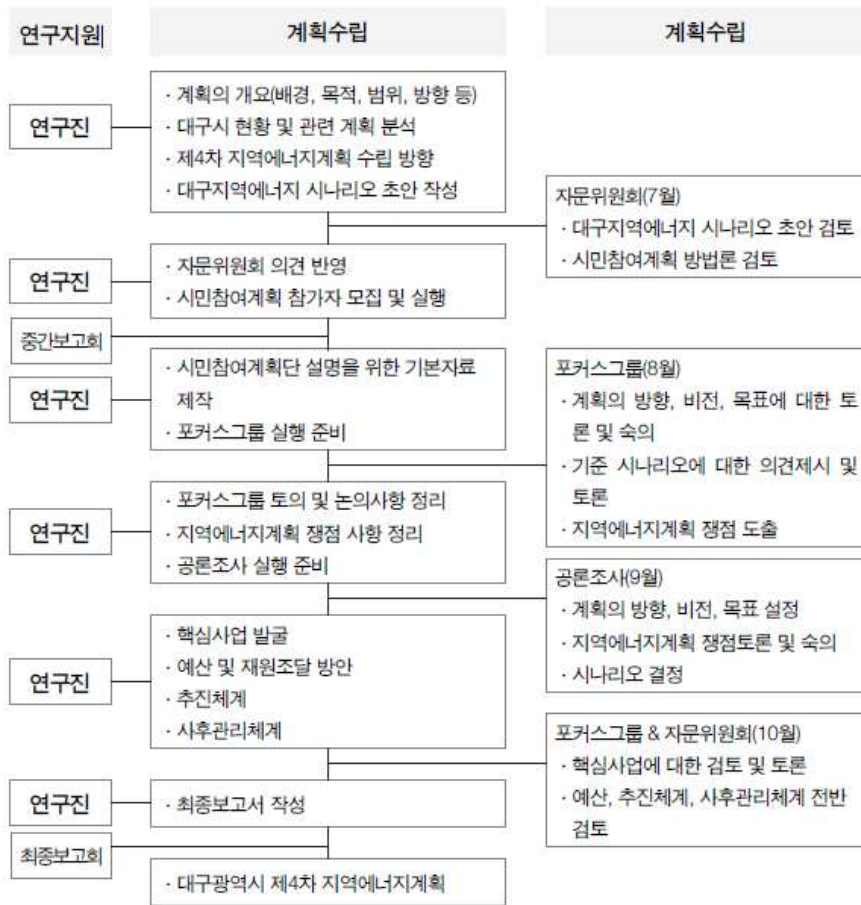 연구지원
계획수립
계획수립
연구진
· 계획의 개요(배경, 목적, 범위, 방향 등)
· 대구시 현황 및 관련 계획 분석
· 제4차 지역에너지계획 수립 방향
· 대구지역에너지 시나리오 초안 작성
자문위원회(7월)
· 대구지역에너지 시나리오 초안 검토
· 시민참여계획 방법론 검토
연구진
· 자문위원회 의견 반영
· 시민참여계획 참가자 모집 및 실행
중간보고회
연구진
· 시민참여계획단 설명을 위한 기본자료
제작
· 포커스그룹 실행 준비
포커스그룹(8월)
· 계획의 방향, 비전, 목표에 대한 토
론 및 숙의
· 기준 시나리오에 대한 의견제시 및
토론
· 지역에너지계획 쟁점 도출
연구진
· 포커스그룹 토의 및 논의사항 정리
· 지역에너지계획 쟁점 사항 정리
· 공론조사 실행 준비
공론조사(9월)
· 계획의 방향, 비전, 목표 설정
· 지역에너지계획 쟁점토론 및 숙의
· 시나리오 결정
연구진
· 핵심사업 발굴
· 예산 및 재원조달 방안
· 추진체계
· 사후관리체계
포커스그룹 & 자문위원회(10월)
· 핵심사업에 대한 검토 및 토론
· 예산, 추진체계, 사후관리체계 전반
검토
연구진
· 최종보고서 작성
최종보고회
· 대구광역시 제4차 지역에너지계획